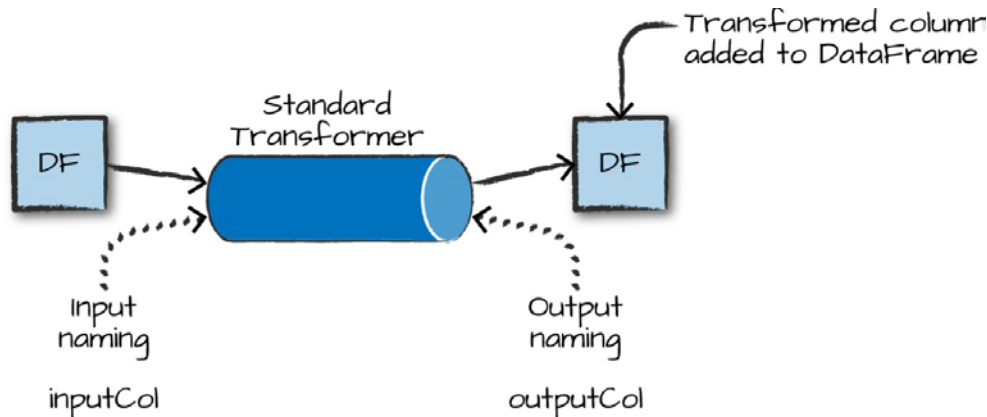 Transformed column
added to DataFrame
Standard
Transformer
DF
DF
Input
naming
inputCol
Output
naming
outputCol